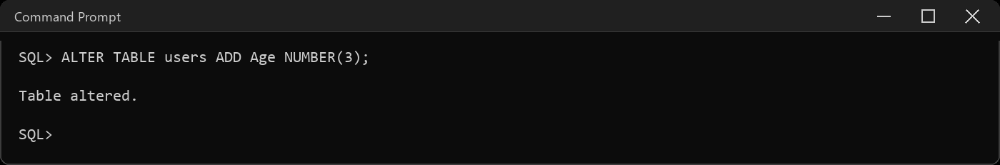 Command Prompt
SQL> ALTER TABLE users ADD Age NUMBER(3);
Table altered.
SQL>